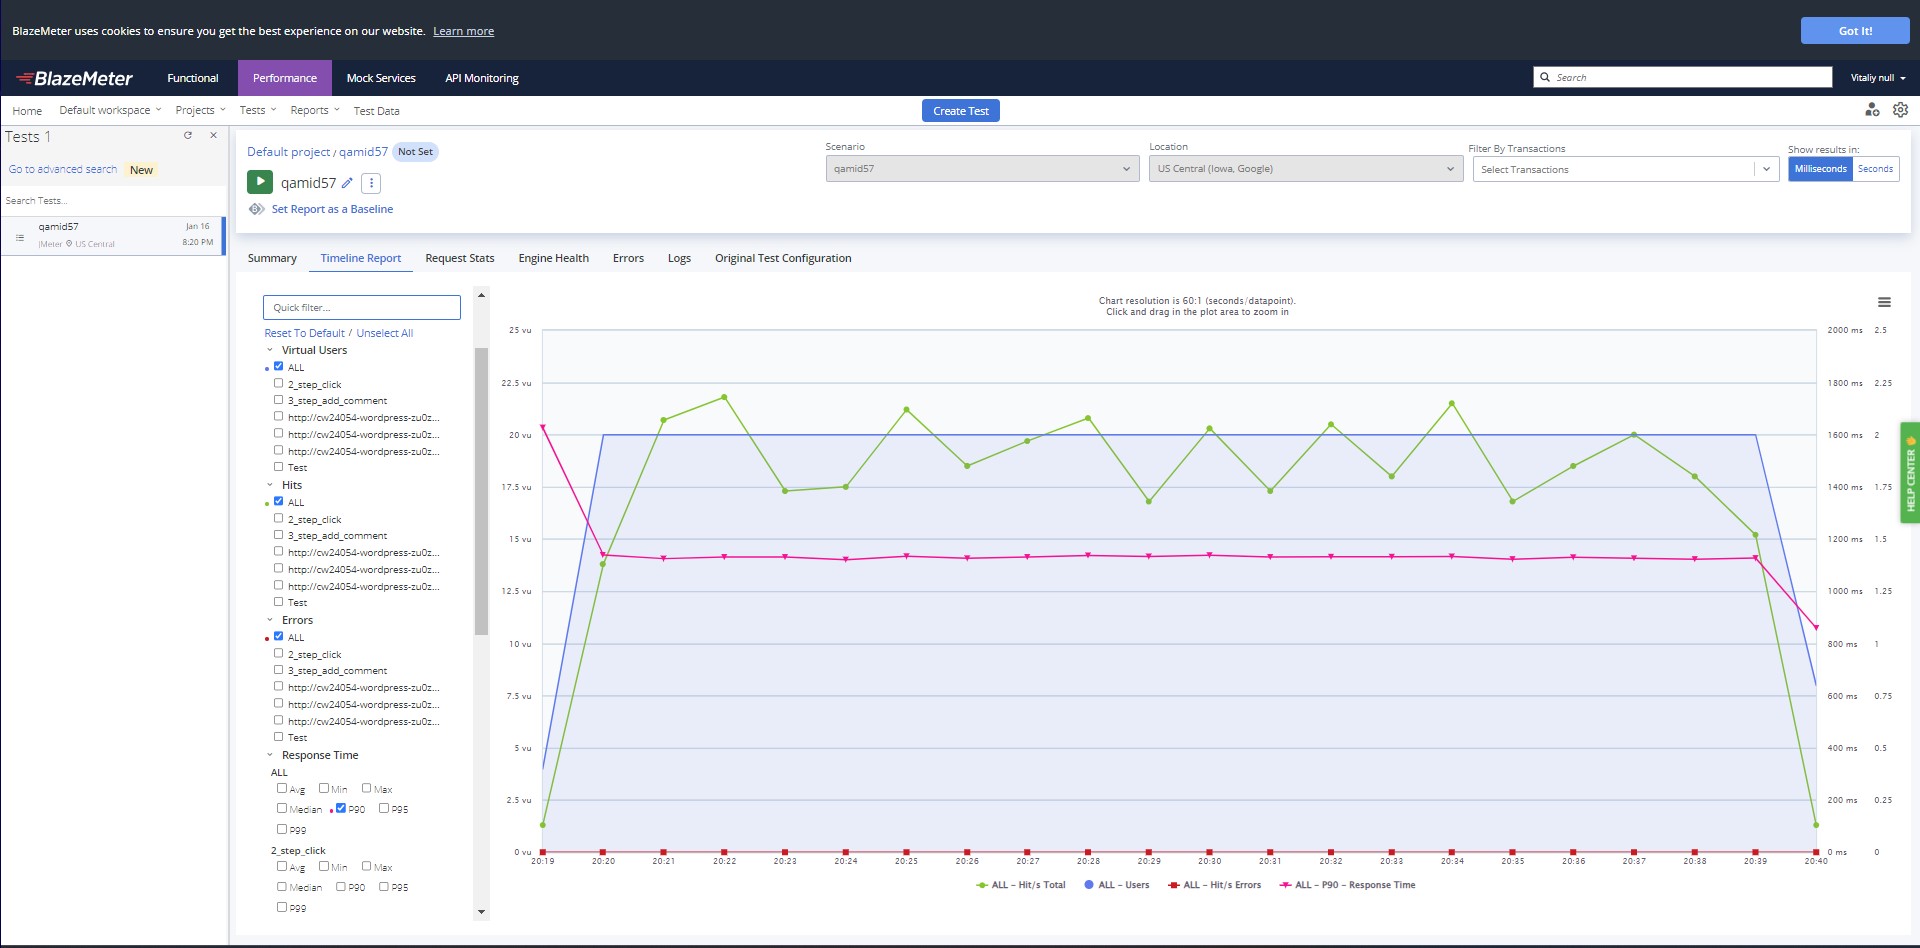 BlazeMeter uses cookies to ensure you get the best experience on our website. Learn more
Got It!
BlazeMeter Functional Performance Mock Services API Monitoring
Search
Vitaliy null
Home Default workspace Projects Tests Reports Test Data
Create Test
Tests 1
Go to advanced search New
Search Tests...
qamid57 Jan 16
JMeter US Central 8:20 PM
Default project / qamid57 Not Set
qamid57
Set Report as a Baseline
Scenario
qamid57
Location
US Central (Iowa, Google)
Filter By Transactions
Select Transactions
Show results in:
Milliseconds Seconds
Summary Timeline Report Request Stats Engine Health Errors Logs Original Test Configuration
Quick filter...
Reset To Default / Unselect All
Virtual Users
ALL
2_step_click
3_step_add_comment
http://cw24054-wordpress-zu0z...
http://cw24054-wordpress-zu0z...
http://cw24054-wordpress-zu0z...
Test
Hits
ALL
2_step_click
3_step_add_comment
http://cw24054-wordpress-zu0z...
http://cw24054-wordpress-zu0z...
http://cw24054-wordpress-zu0z...
Test
Errors
ALL
2_step_click
3_step_add_comment
http://cw24054-wordpress-zu0z...
http://cw24054-wordpress-zu0z...
http://cw24054-wordpress-zu0z...
Test
Response Time
ALL
Avg Min Max
Median P90 P95
P99
2_step_click
Avg Min Max
Median P90 P95
P99
Chart resolution is 60:1 (seconds/datapoint).
Click and drag in the plot area to zoom in
25 vu 2000 ms 2.5
22.5 vu 1800 ms 2.25
20 vu 1600 ms 2
17.5 vu 1400 ms 1.75
15 vu 1200 ms 1.5
12.5 vu 1000 ms 1.25
10 vu 800 ms 1
7.5 vu 600 ms 0.75
5 vu 400 ms 0.5
2.5 vu 200 ms 0.25
0 vu 0 ms 0
20:19 20:20 20:21 20:22 20:23 20:24 20:25 20:26 20:27 20:28 20:29 20:30 20:31 20:32 20:33 20:34 20:35 20:36 20:37 20:38 20:39 20:40
ALL - Hit/s Total ALL - Users ALL - Hit/s Errors ALL - P90 - Response Time
HELP CENTER